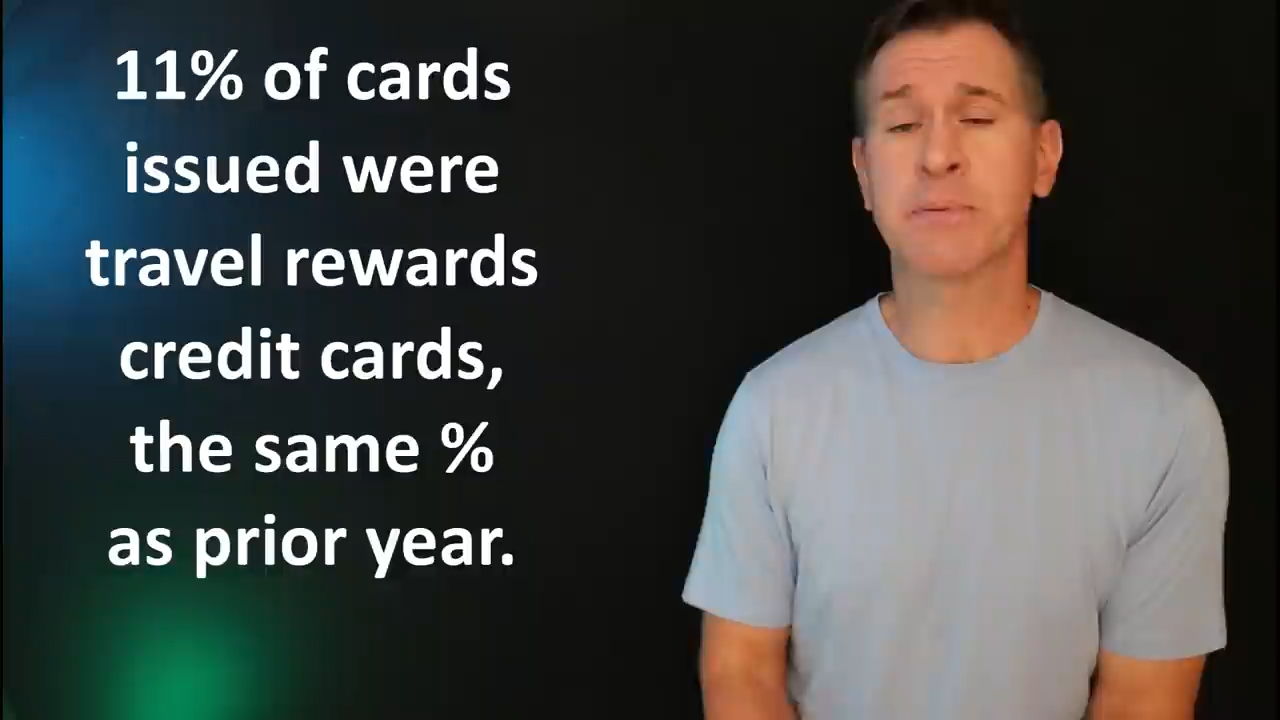 11% of cards
issued were
travel rewards
credit cards,
the same %
as prior year.